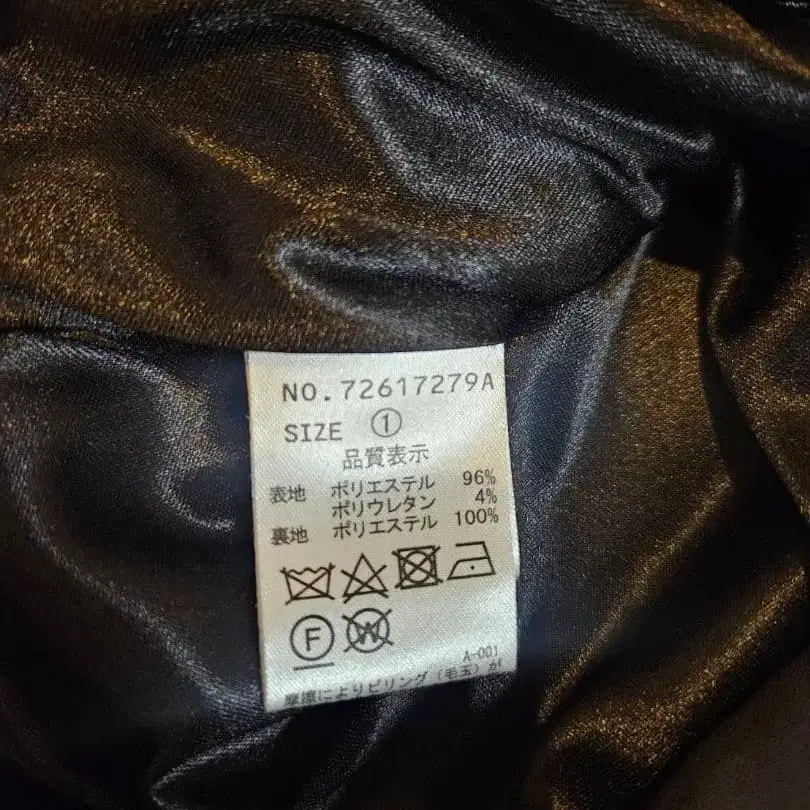 NO.72617279A
SIZE ①
品質表示
表地 ポリエステル 96%
ポリウレタン 4%
裏地 ポリエステル 100%
F W
A-001
摩擦によりピリング(毛玉)が